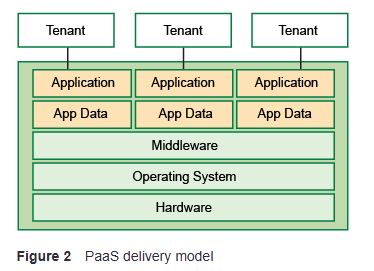 Tenant Tenant Tenant
Application Application Application
App Data App Data App Data
Middleware
Operating System
Hardware
Figure 2 PaaS delivery model